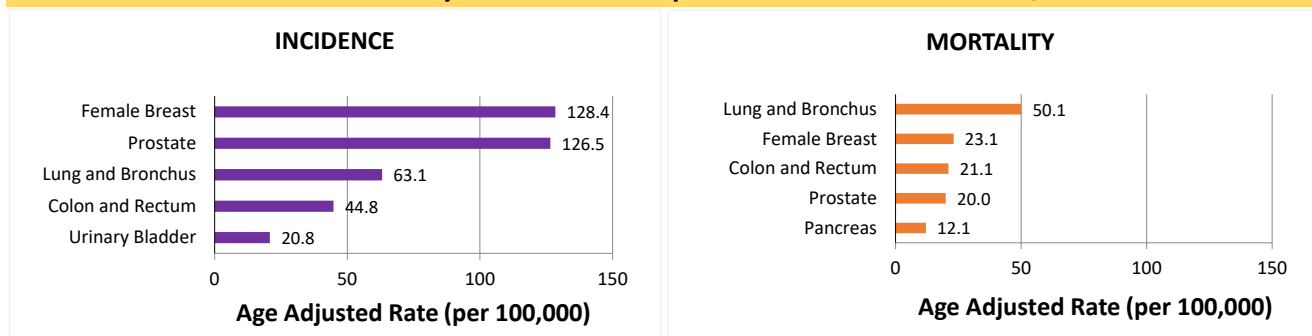 INCIDENCE
Female Breast 128.4
Prostate 126.5
Lung and Bronchus 63.1
Colon and Rectum 44.8
Urinary Bladder 20.8
0 50 100 150
Age Adjusted Rate (per 100,000)
MORTALITY
Lung and Bronchus 50.1
Female Breast 23.1
Colon and Rectum 21.1
Prostate 20.0
Pancreas 12.1
0 50 100 150
Age Adjusted Rate (per 100,000)